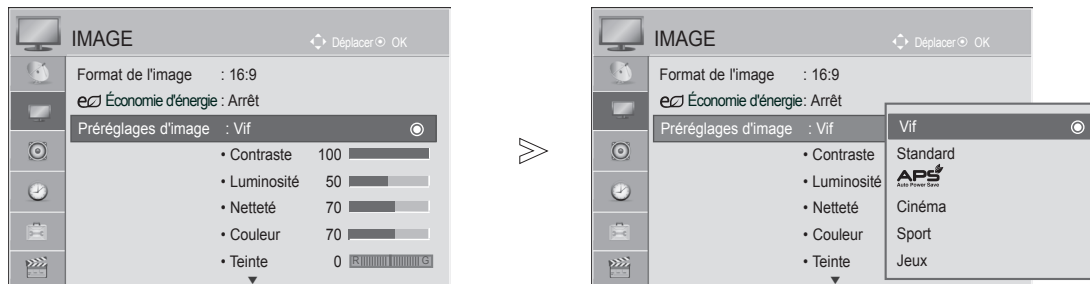 IMAGE
Déplacer OK
Format de l'image : 16:9
Économie d'énergie : Arrêt
Préréglages d'image : Vif
• Contraste 100
• Luminosité 50
• Netteté 70
• Couleur 70
• Teinte 0 R G
IMAGE
Déplacer OK
Format de l'image : 16:9
Économie d'énergie: Arrêt
Préréglages d'image : Vif
• Contraste
• Luminosité
• Netteté
• Couleur
• Teinte
Vif
Standard
APS
Auto Power Save
Cinéma
Sport
Jeux